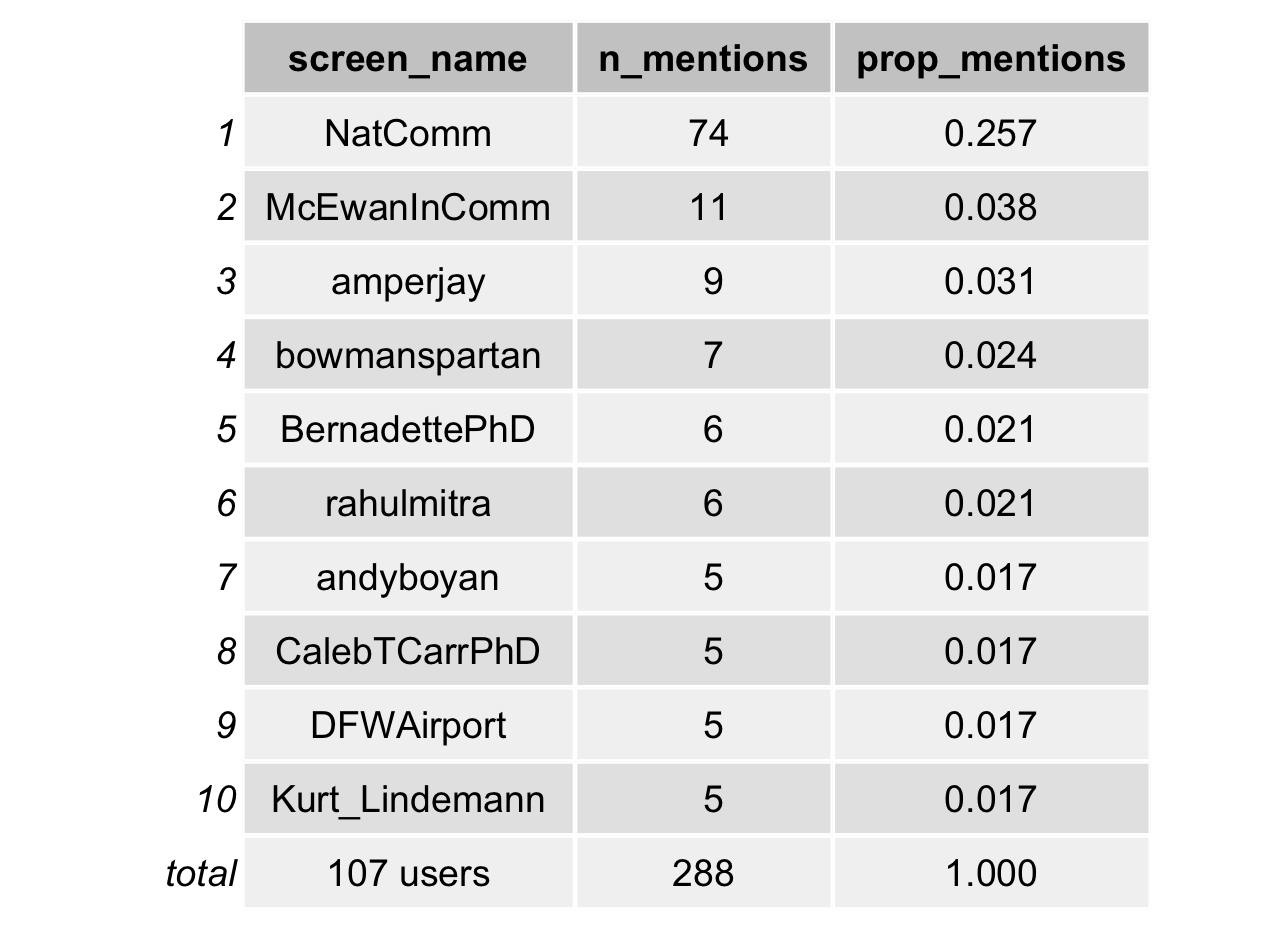 screen_name n_mentions prop_mentions
1 NatComm 74 0.257
2 McEwanInComm 11 0.038
3 amperjay 9 0.031
4 bowmanspartan 7 0.024
5 BernadettePhD 6 0.021
6 rahulmitra 6 0.021
7 andyboyan 5 0.017
8 CalebTCarrPhD 5 0.017
9 DFWAirport 5 0.017
10 Kurt_Lindemann 5 0.017
total 107 users 288 1.000